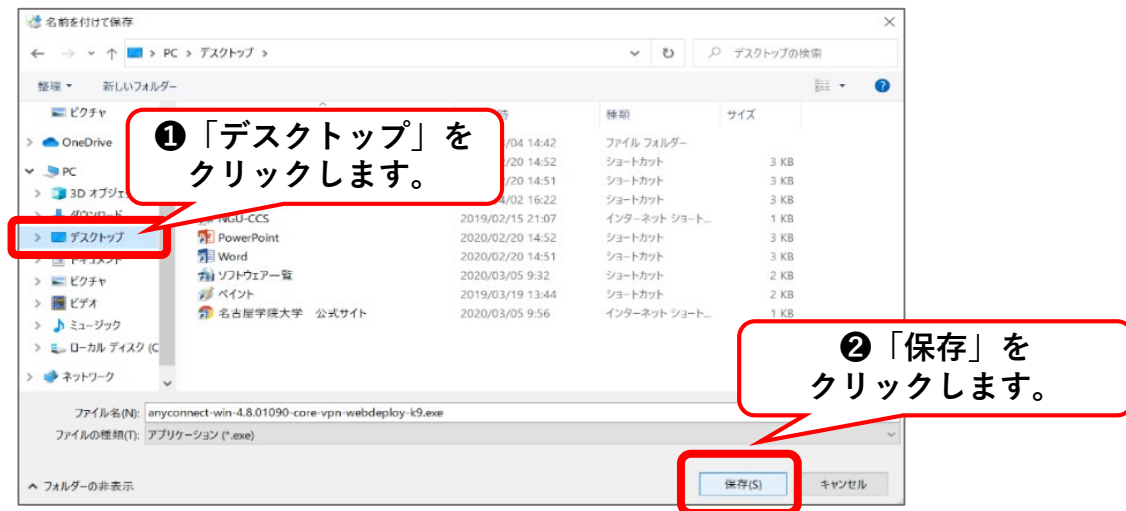 名前を付けて保存
PC > デスクトップ >
デスクトップの検索
整理 新しいフォルダー
種類 サイズ
ピクチャ
OneDrive
PC
3D オブジェ
デスクトップ
ピクチャ
ビデオ
ミュージック
ローカル ディスク (C
ネットワーク
❶「デスクトップ」を
クリックします。
/04 14:42 ファイル フォルダー
/20 14:52 ショートカット 3 KB
/20 14:51 ショートカット 3 KB
/02 16:22 ショートカット 3 KB
NGU-CCS 2019/02/15 21:07 インターネット ショート... 1 KB
PowerPoint 2020/02/20 14:52 ショートカット 3 KB
Word 2020/02/20 14:51 ショートカット 3 KB
ソフトウェア一覧 2020/03/05 9:32 ショートカット 2 KB
ペイント 2019/03/19 13:44 ショートカット 2 KB
名古屋学院大学 公式サイト 2020/03/05 9:56 インターネット ショート... 1 KB
❷「保存」を
クリックします。
ファイル名(N): anyconnect-win-4.8.01090-core-vpn-webdeploy-k9.exe
ファイルの種類(T): アプリケーション (*.exe)
フォルダーの非表示
保存(S) キャンセル